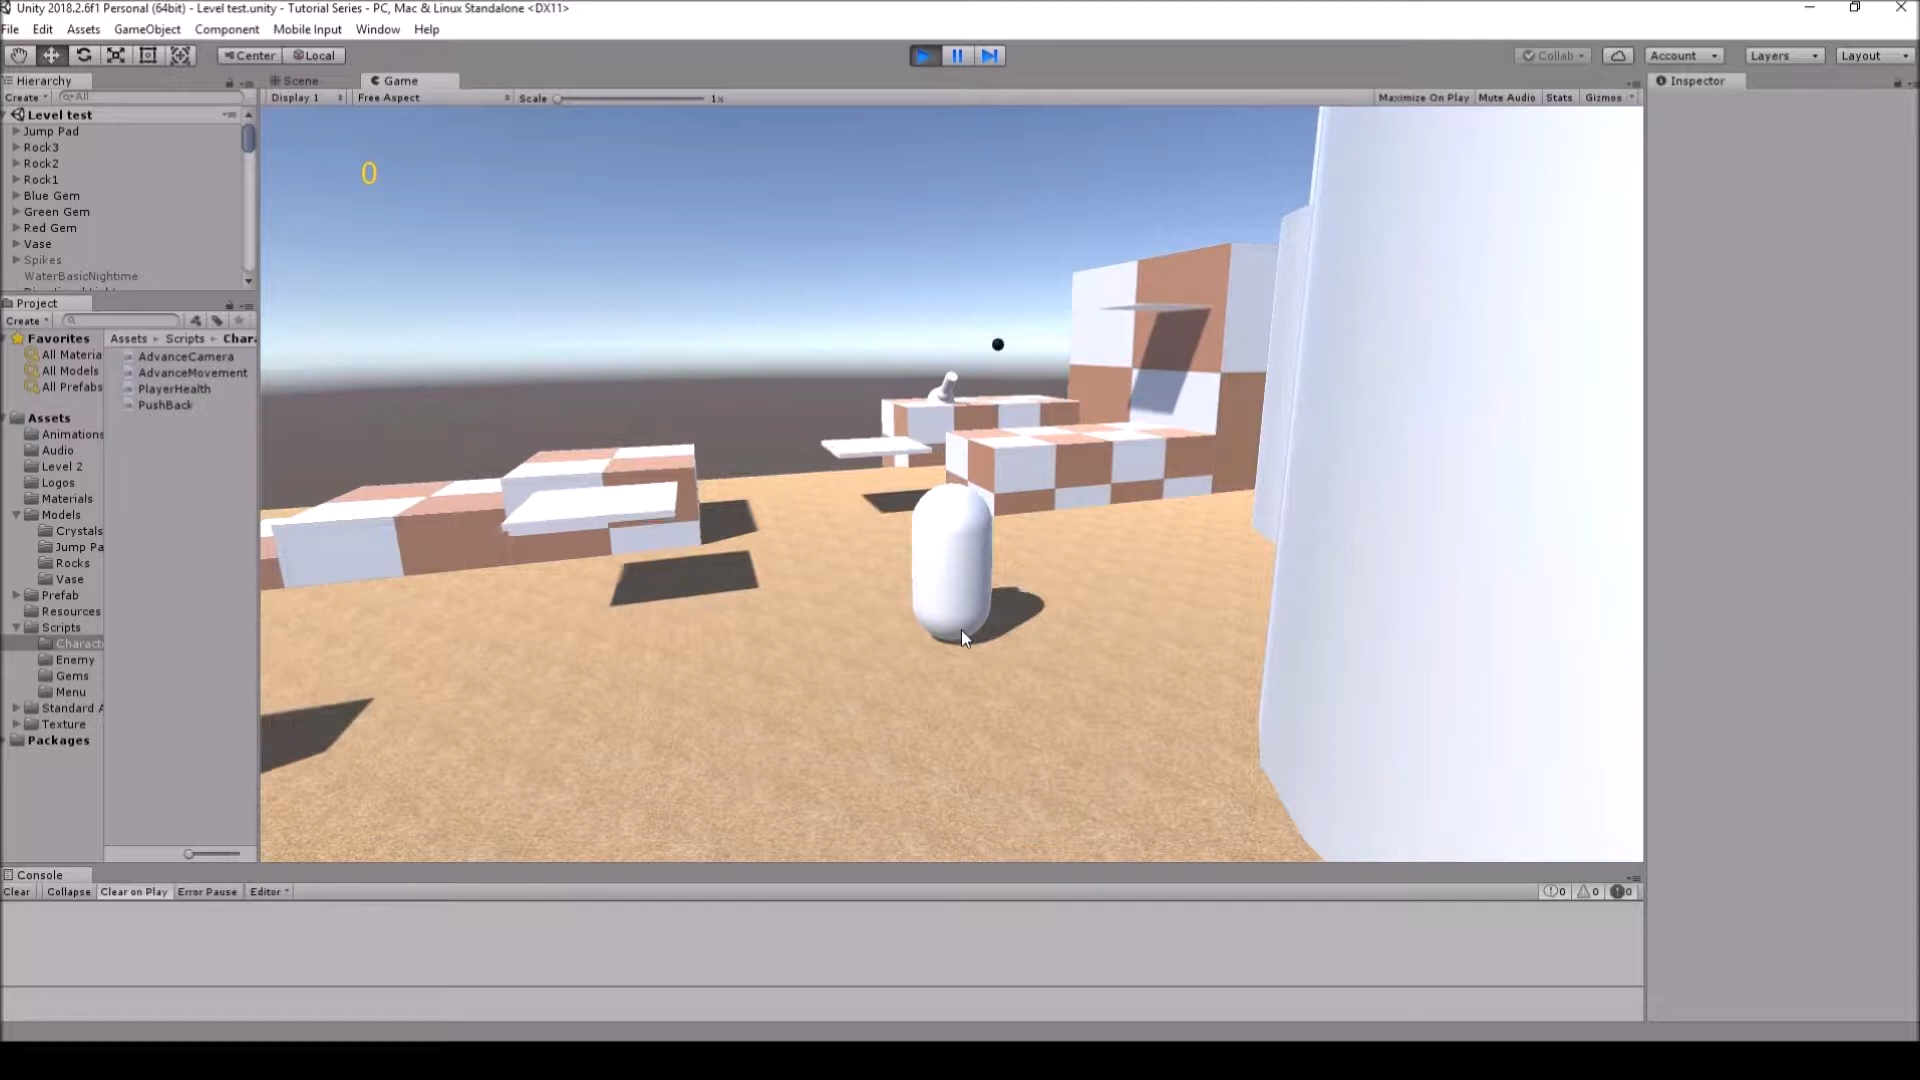 Unity 2018.2.6f1 Personal (64bit) - Level test.unity - Tutorial Series - PC, Mac & Linux Standalone <DX11>
File Edit Assets GameObject Component Mobile Input Window Help
Center Local Collab Account Layers Layout
Hierarchy Scene Game Inspector
Create All Display 1 Free Aspect Scale 1x Maximize On Play Mute Audio Stats Gizmos
Level test
Jump Pad
Rock3
Rock2
Rock1
Blue Gem
Green Gem
Red Gem
Vase
Spikes
WaterBasicNightime
0
Project
Create
Favorites
All Materia
All Models
All Prefabs
Assets
Animations
Audio
Level 2
Logos
Materials
Models
Crystals
Jump Pa
Rocks
Vase
Prefab
Resources
Scripts
Charact
Enemy
Gems
Menu
Standard A
Texture
Packages
Assets Scripts Char
AdvanceCamera
AdvanceMovement
PlayerHealth
PushBack
Console
Clear Collapse Clear on Play Error Pause Editor 0 0 0